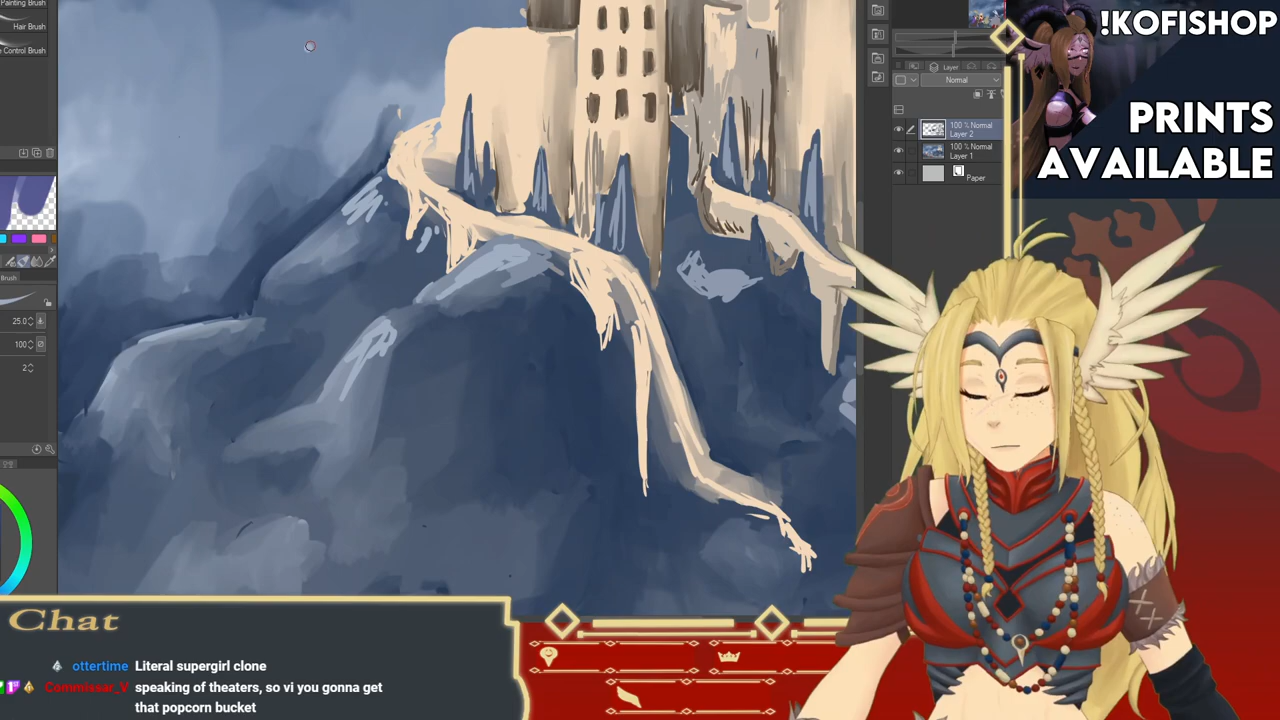 Painting Brush
Hair Brush
Control Brush
Brush
25.0
100
2
Layer
Normal
100 % Normal
Layer 2
100 % Normal
Layer 1
Paper
!KOFISHOP
PRINTS
AVAILABLE
Chat
ottertime Literal supergirl clone
Commissar_V speaking of theaters, so vi you gonna get
that popcorn bucket